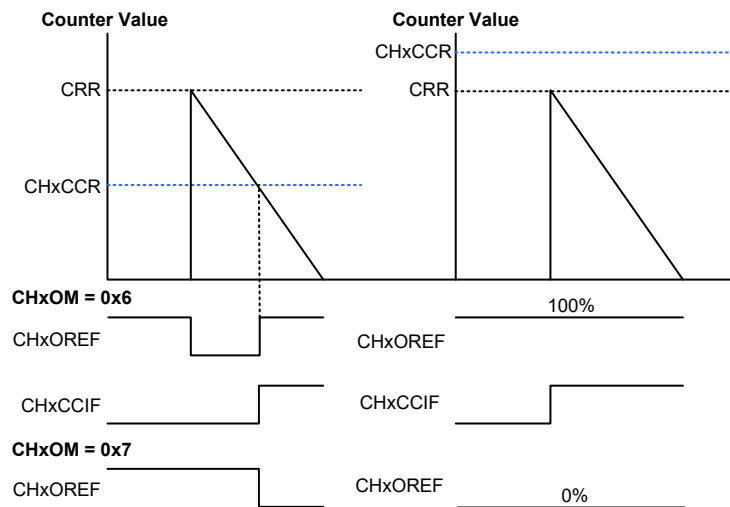 Counter Value
CRR
CHxCCR
Counter Value
CHxCCR
CRR
CHxOM = 0x6
CHxOREF
CHxOREF
100%
CHxCCIF
CHxCCIF
CHxOM = 0x7
CHxOREF
CHxOREF
0%